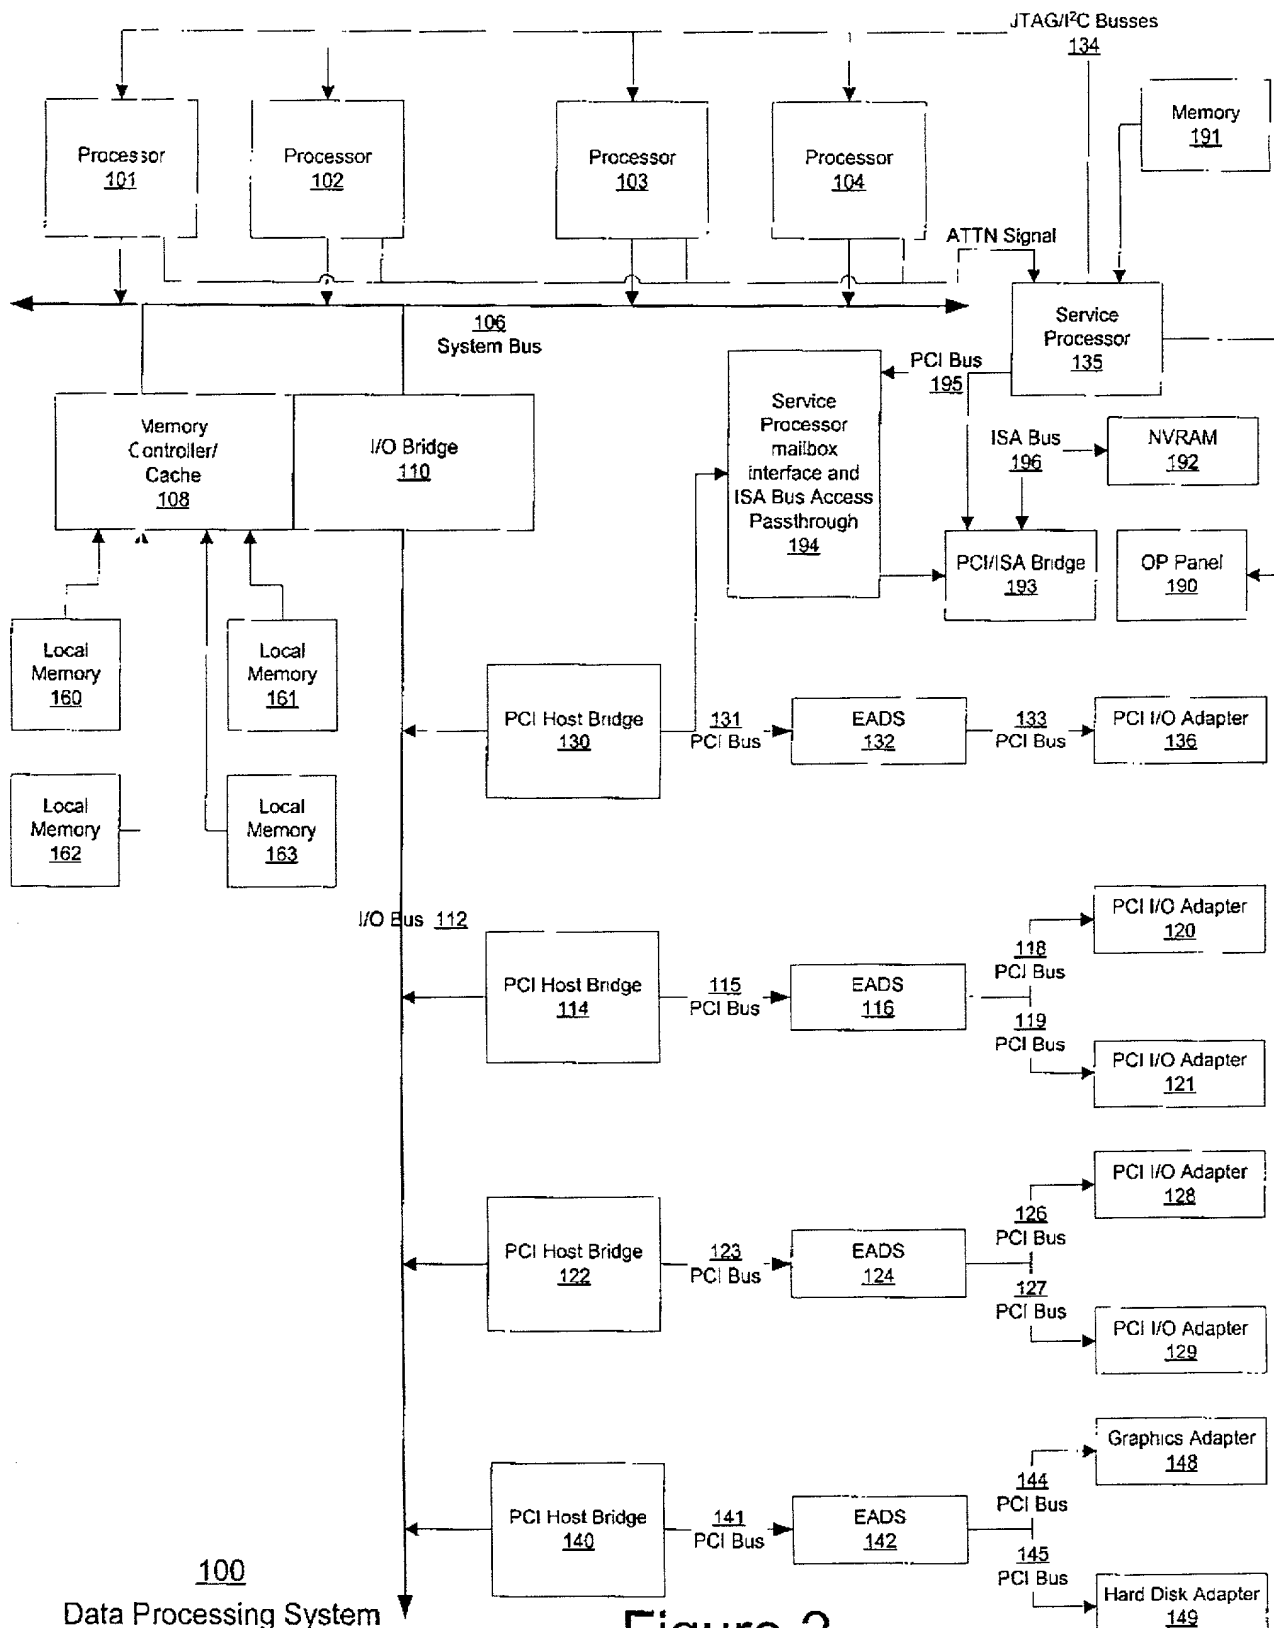 JTAG/I²C Busses
134
Memory
191
Processor
101
Processor
102
Processor
103
Processor
104
ATTN Signal
106
System Bus
Service
Processor
135
PCI Bus
195
Memory
Controller/
Cache
108
I/O Bridge
110
Service
Processor
mailbox
interface and
ISA Bus Access
Passthrough
194
ISA Bus
196
NVRAM
192
PCI/ISA Bridge
193
OP Panel
190
Local
Memory
160
Local
Memory
161
PCI Host Bridge
130
131
PCI Bus
EADS
132
133
PCI Bus
PCI I/O Adapter
136
Local
Memory
162
Local
Memory
163
I/O Bus 112
PCI Host Bridge
114
115
PCI Bus
EADS
116
118
PCI Bus
119
PCI Bus
PCI I/O Adapter
120
PCI I/O Adapter
121
PCI Host Bridge
122
123
PCI Bus
EADS
124
126
PCI Bus
127
PCI Bus
PCI I/O Adapter
128
PCI I/O Adapter
129
PCI Host Bridge
140
141
PCI Bus
EADS
142
144
PCI Bus
145
PCI Bus
Graphics Adapter
148
Hard Disk Adapter
149
100
Data Processing System
Figure